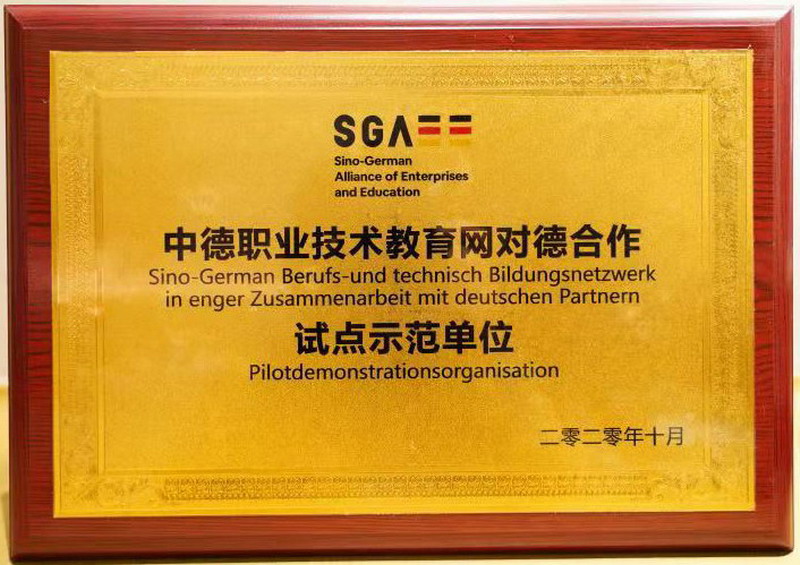 SGAEE
Sino-German
Alliance of Enterprises
and Education
中德职业技术教育网对德合作
Sino-German Berufs-und technisch Bildungsnetzwerk
in enger Zusammenarbeit mit deutschen Partnern
试点示范单位
Pilotdemonstrationsorganisation
二零二零年十月